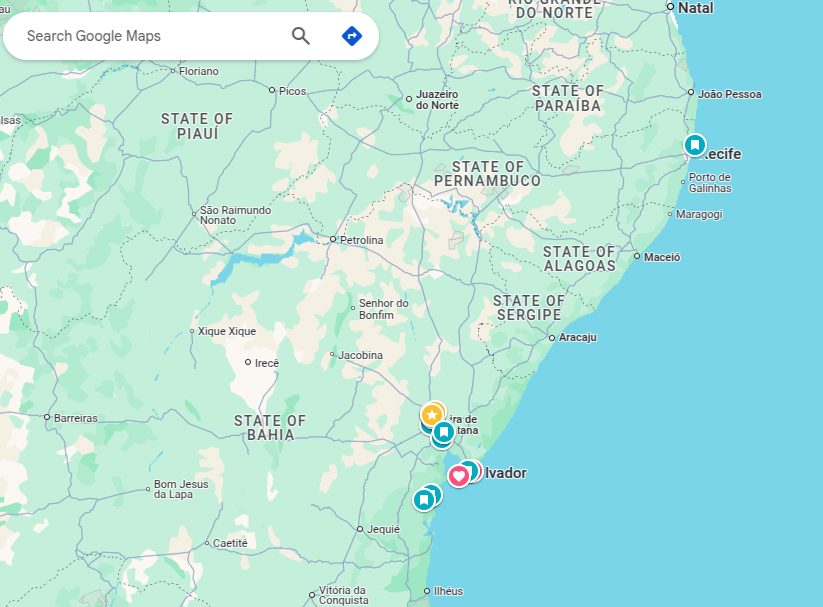 RIO GRANDE
DO NORTE
Natal
Search Google Maps
Floriano
Picos
Juazeiro
do Norte
STATE OF
PARAÍBA
João Pessoa
STATE OF
PIAUÍ
ecife
STATE OF
PERNAMBUCO
Porto de
Galinhas
São Raimundo
Nonato
Maragogi
Petrolina
STATE OF
ALAGOAS
Maceió
Senhor do
Bonfim
STATE OF
SERGIPE
Xique Xique
Aracaju
Jacobina
Irecê
Barreiras
STATE OF
BAHIA
ira de
tana
lvador
Bom Jesus
da Lapa
Jequié
Caetité
Vitória da
Conquista
Ilhéus